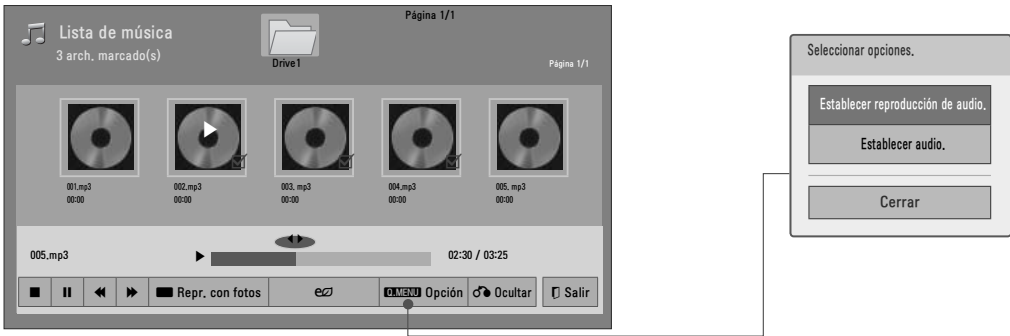 Página 1/1
Lista de música
3 arch. marcado(s)
Drive1
Página 1/1
001.mp3
00:00
002.mp3
00:00
003. mp3
00:00
004.mp3
00:00
005. mp3
00:00
005.mp3
02:30 / 03:25
Repr. con fotos
Q.MENU Opción
Ocultar
Salir
Seleccionar opciones.
Establecer reproducción de audio.
Establecer audio.
Cerrar